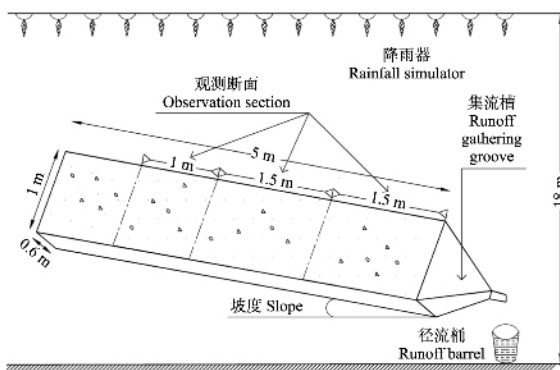 降雨器
Rainfall simulator
观测断面
Observation section
集流槽
Runoff
gathering
groove
5 m
1 m
1.5 m
1.5 m
1 m
0.6 m
18 m
坡度 Slope
径流桶
Runoff barrel